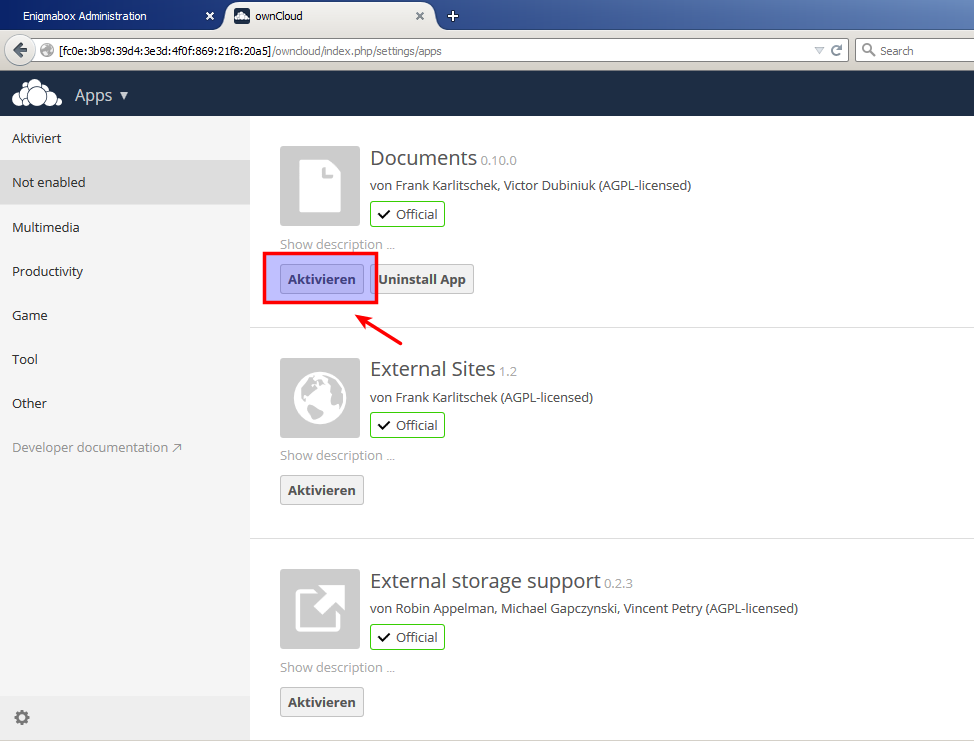 Enigmabox Administration
ownCloud
[fc0e:3b98:39d4:3e3d:4f0f:869:21f8:20a5]/owncloud/index.php/settings/apps
Search
Apps
Aktiviert
Not enabled
Multimedia
Productivity
Game
Tool
Other
Developer documentation
Documents 0.10.0
von Frank Karlitschek, Victor Dubiniuk (AGPL-licensed)
Official
Show description ...
Aktivieren Uninstall App
External Sites 1.2
von Frank Karlitschek (AGPL-licensed)
Official
Show description ...
Aktivieren
External storage support 0.2.3
von Robin Appelman, Michael Gapczynski, Vincent Petry (AGPL-licensed)
Official
Show description ...
Aktivieren